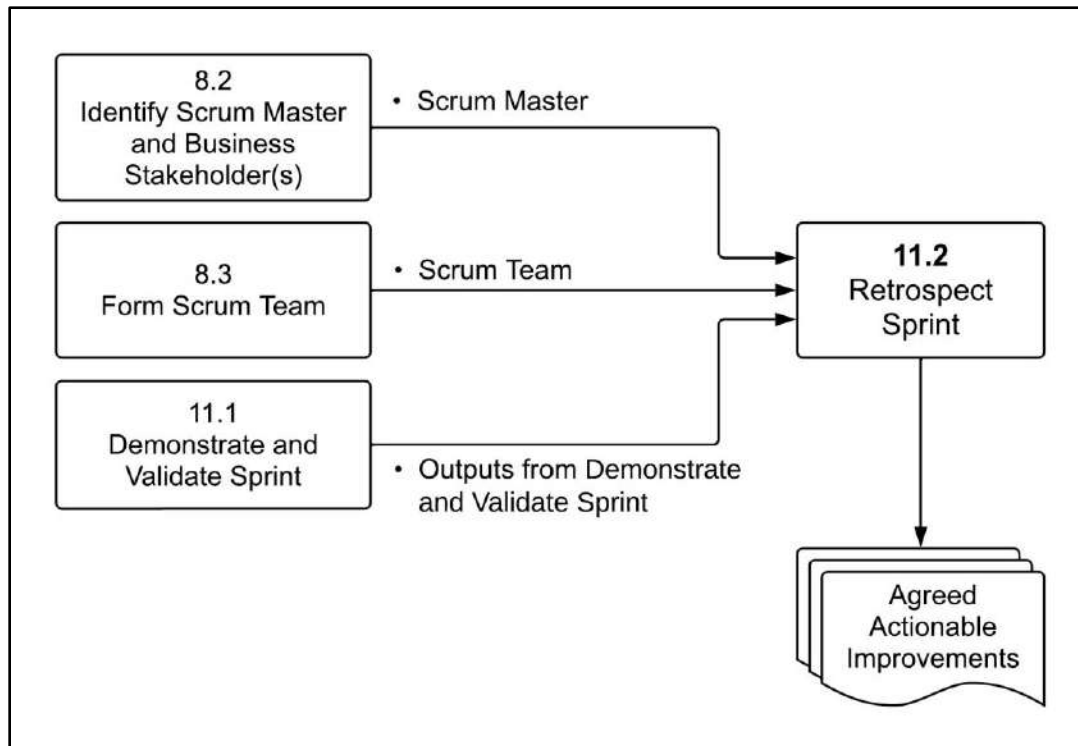 8.2
Identify Scrum Master
and Business
Stakeholder(s)
• Scrum Master
8.3
Form Scrum Team
• Scrum Team
11.2
Retrospect
Sprint
11.1
Demonstrate and
Validate Sprint
• Outputs from Demonstrate
and Validate Sprint
Agreed
Actionable
Improvements